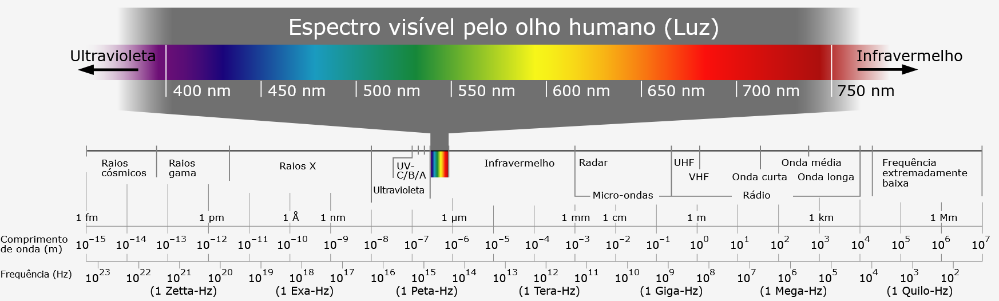 Espectro visível pelo olho humano (Luz)
Ultravioleta
Infravermelho
400 nm 450 nm 500 nm 550 nm 600 nm 650 nm 700 nm 750 nm
Raios
cósmicos
Raios
gama
Raios X
UV-
C/B/A
Ultravioleta
Infravermelho
Radar
Micro-ondas
UHF
VHF
Onda curta
Onda média
Onda longa
Rádio
Frequência
extremadamente
baixa
1 fm 1 pm 1 Å 1 nm 1 µm 1 mm 1 cm 1 m 1 km 1 Mm
Comprimento
de onda (m)
10⁻¹⁵ 10⁻¹⁴ 10⁻¹³ 10⁻¹² 10⁻¹¹ 10⁻¹⁰ 10⁻⁹ 10⁻⁸ 10⁻⁷ 10⁻⁶ 10⁻⁵ 10⁻⁴ 10⁻³ 10⁻² 10⁻¹ 10⁰ 10¹ 10² 10³ 10⁴ 10⁵ 10⁶ 10⁷
Frequência (Hz)
10²³ 10²² 10²¹ 10²⁰ 10¹⁹ 10¹⁸ 10¹⁷ 10¹⁶ 10¹⁵ 10¹⁴ 10¹³ 10¹² 10¹¹ 10¹⁰ 10⁹ 10⁸ 10⁷ 10⁶ 10⁵ 10⁴ 10³ 10²
(1 Zetta-Hz) (1 Exa-Hz) (1 Peta-Hz) (1 Tera-Hz) (1 Giga-Hz) (1 Mega-Hz) (1 Quilo-Hz)